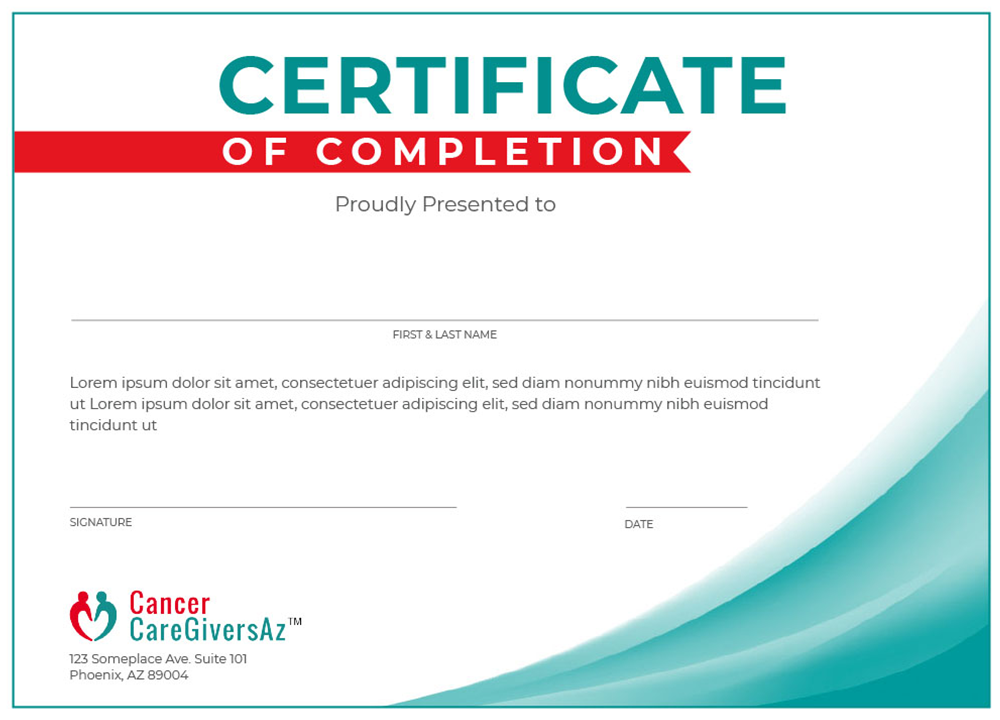 CERTIFICATE
OF COMPLETION
Proudly Presented to
FIRST & LAST NAME
Lorem ipsum dolor sit amet, consectetuer adipiscing elit, sed diam nonummy nibh euismod tincidunt
ut Lorem ipsum dolor sit amet, consectetuer adipiscing elit, sed diam nonummy nibh euismod
tincidunt ut
SIGNATURE
DATE
Cancer
CareGiversAz™
123 Someplace Ave. Suite 101
Phoenix, AZ 89004